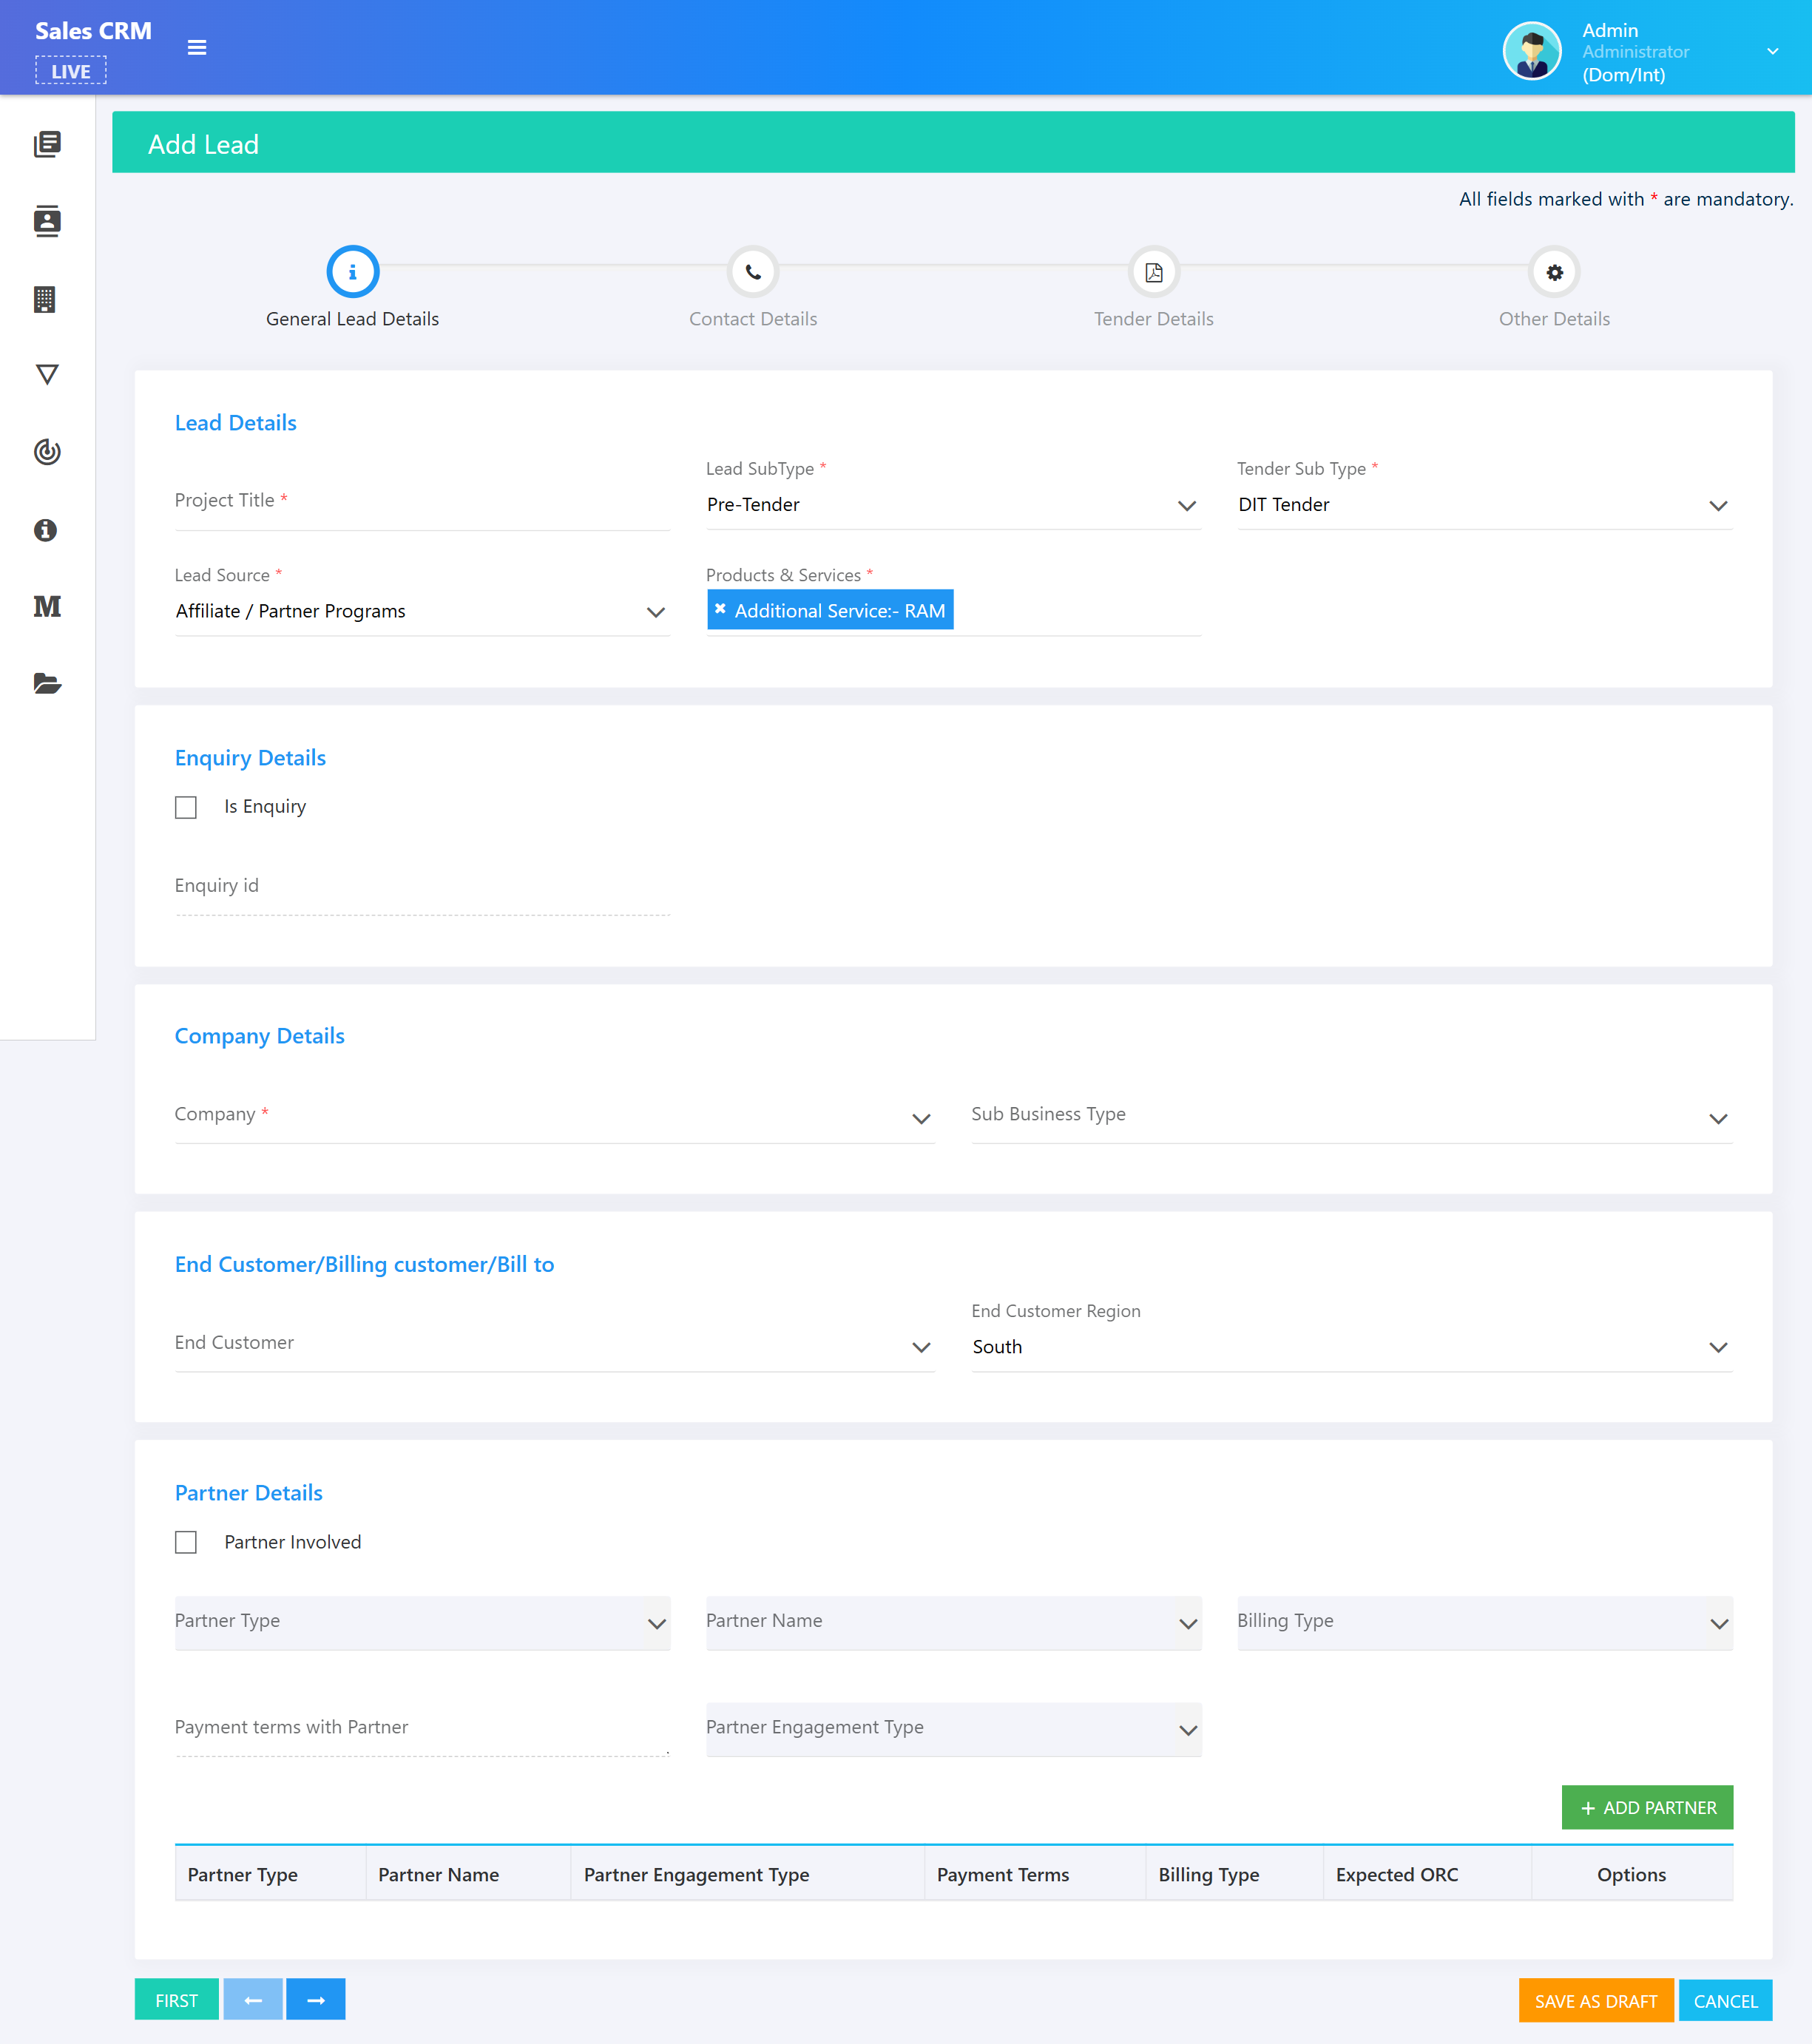 Sales CRM
LIVE
Admin
Administrator
(Dom/Int)
Add Lead
All fields marked with * are mandatory.
General Lead Details
Contact Details
Tender Details
Other Details
Lead Details
Project Title *
Lead SubType *
Pre-Tender
Tender Sub Type *
DIT Tender
Lead Source *
Affiliate / Partner Programs
Products & Services *
Additional Service:- RAM
Enquiry Details
Is Enquiry
Enquiry id
Company Details
Company *
Sub Business Type
End Customer/Billing customer/Bill to
End Customer
End Customer Region
South
Partner Details
Partner Involved
Partner Type
Partner Name
Billing Type
Payment terms with Partner
Partner Engagement Type
+ ADD PARTNER
Partner Type
Partner Name
Partner Engagement Type
Payment Terms
Billing Type
Expected ORC
Options
FIRST
SAVE AS DRAFT
CANCEL